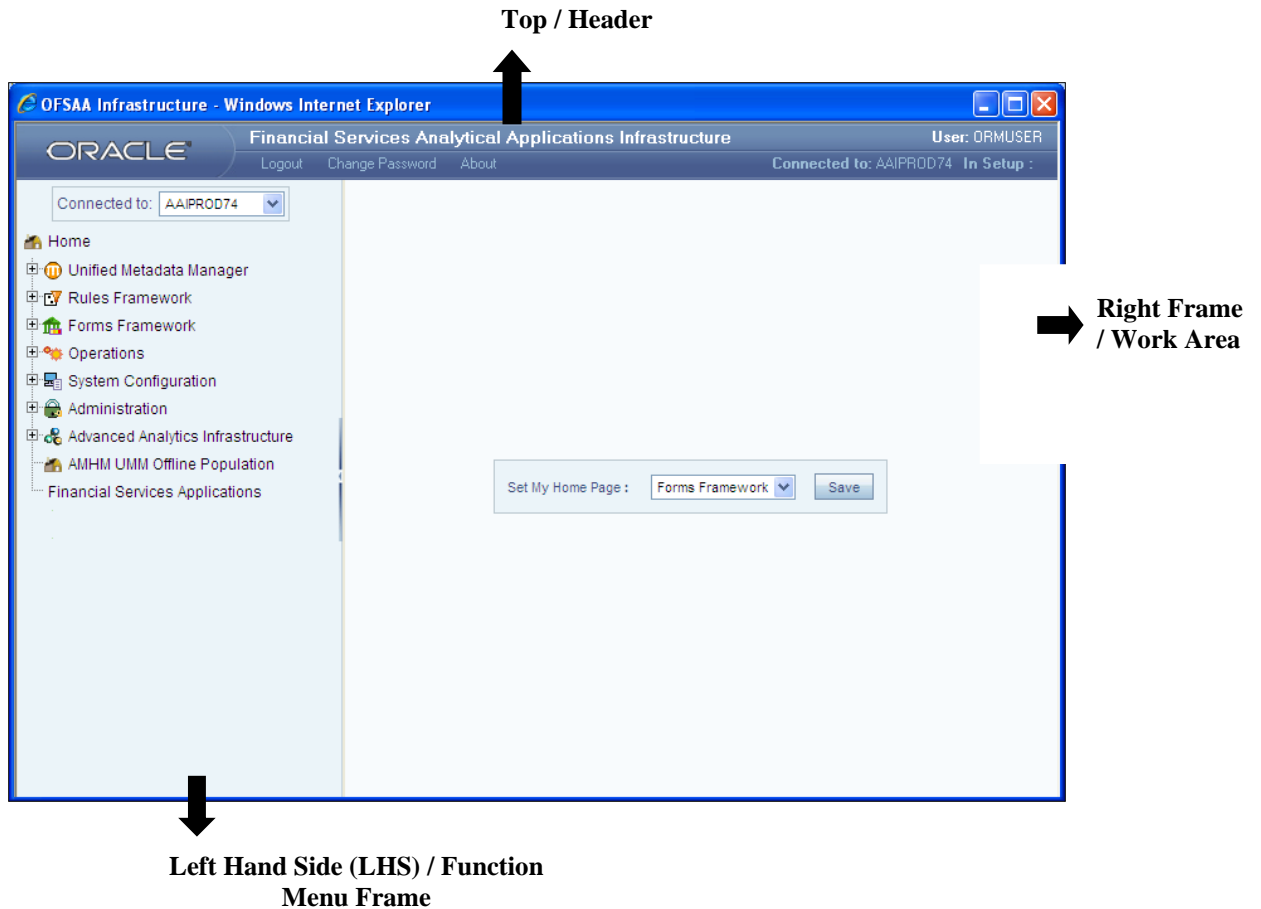 Top / Header
OFSAA Infrastructure - Windows Internet Explorer
ORACLE
Financial Services Analytical Applications Infrastructure
User: ORMUSER
Logout Change Password About
Connected to: AAIPROD74 In Setup :
Connected to: AAIPROD74
Home
Unified Metadata Manager
Rules Framework
Forms Framework
Operations
System Configuration
Administration
Advanced Analytics Infrastructure
AMHM UMM Offline Population
Financial Services Applications
Set My Home Page : Forms Framework Save
Right Frame
/ Work Area
Left Hand Side (LHS) / Function
Menu Frame